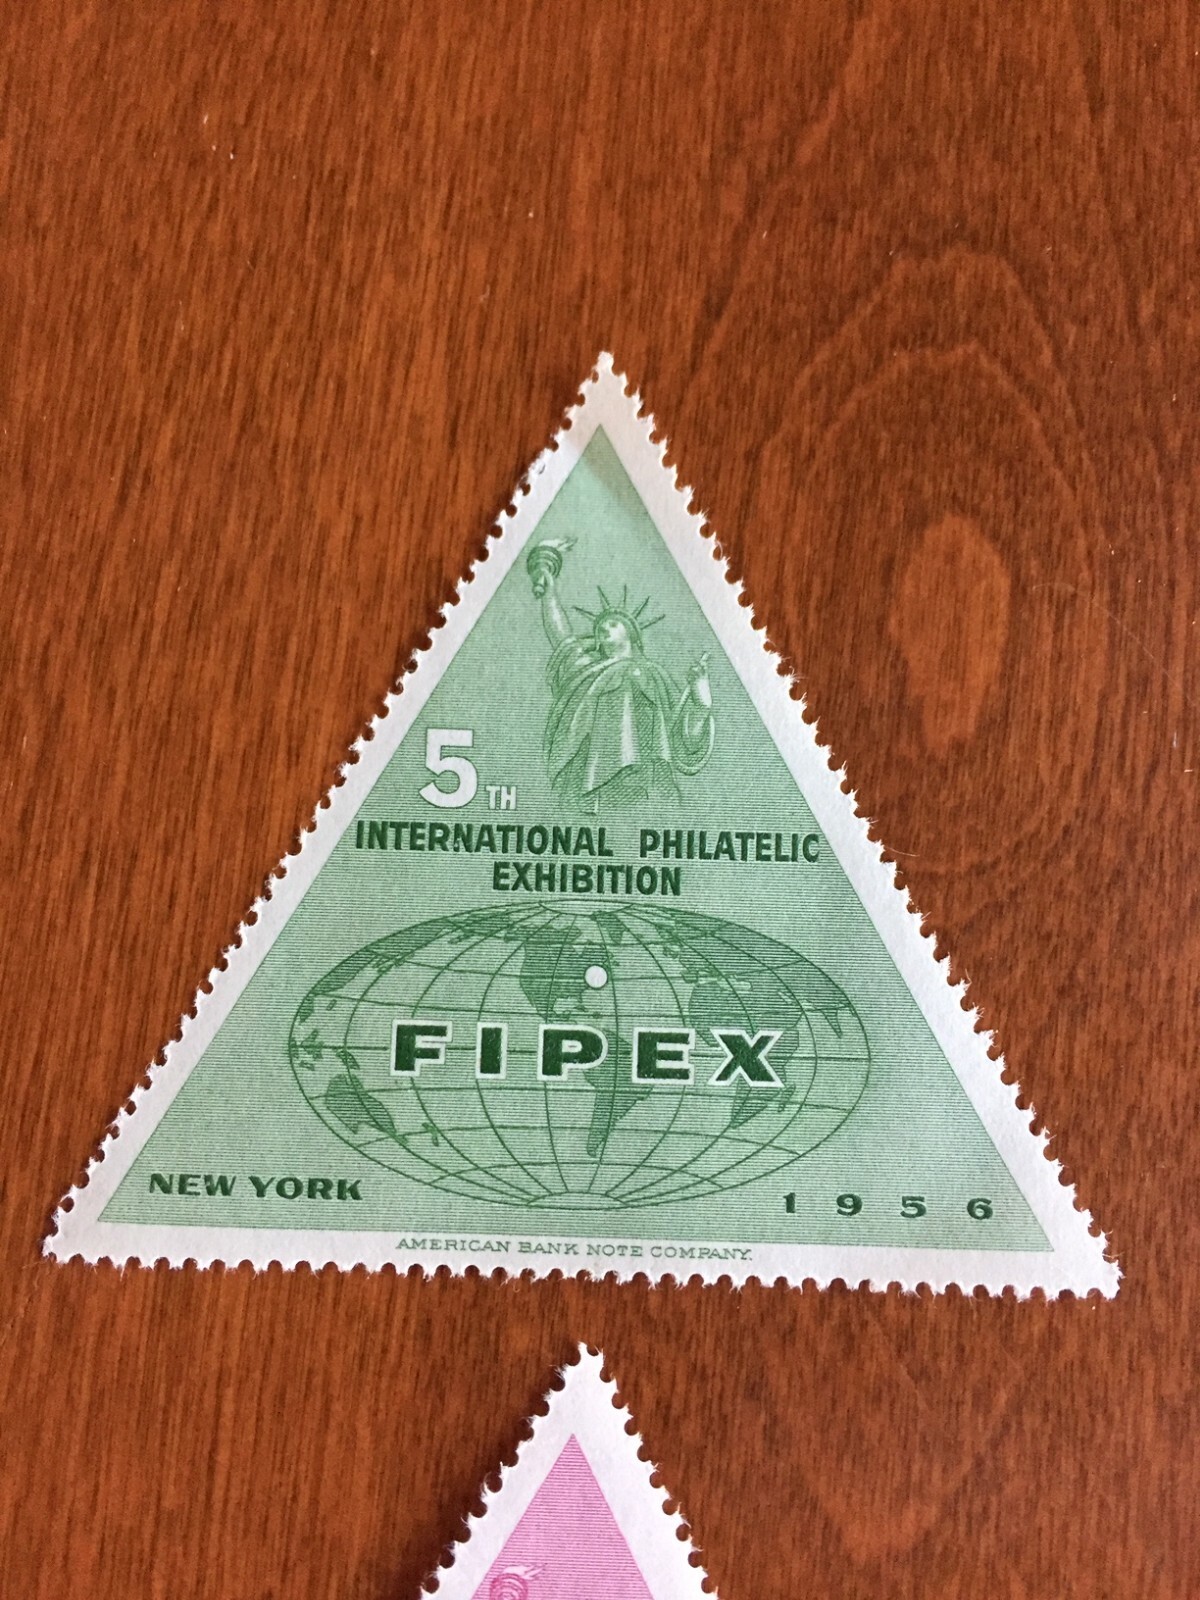 5TH
INTERNATIONAL PHILATELIC
EXHIBITION
FIPEX
NEW YORK
1956
AMERICAN BANK NOTE COMPANY.